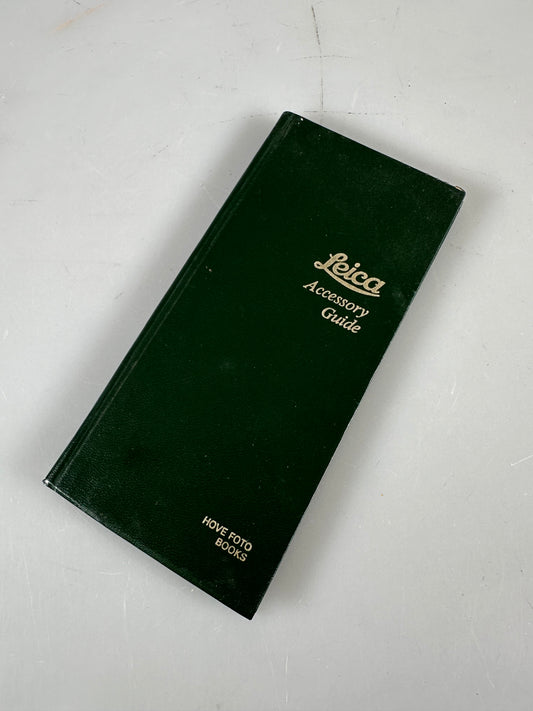 Leica
Accessory
Guide
HOVE FOTO
BOOKS